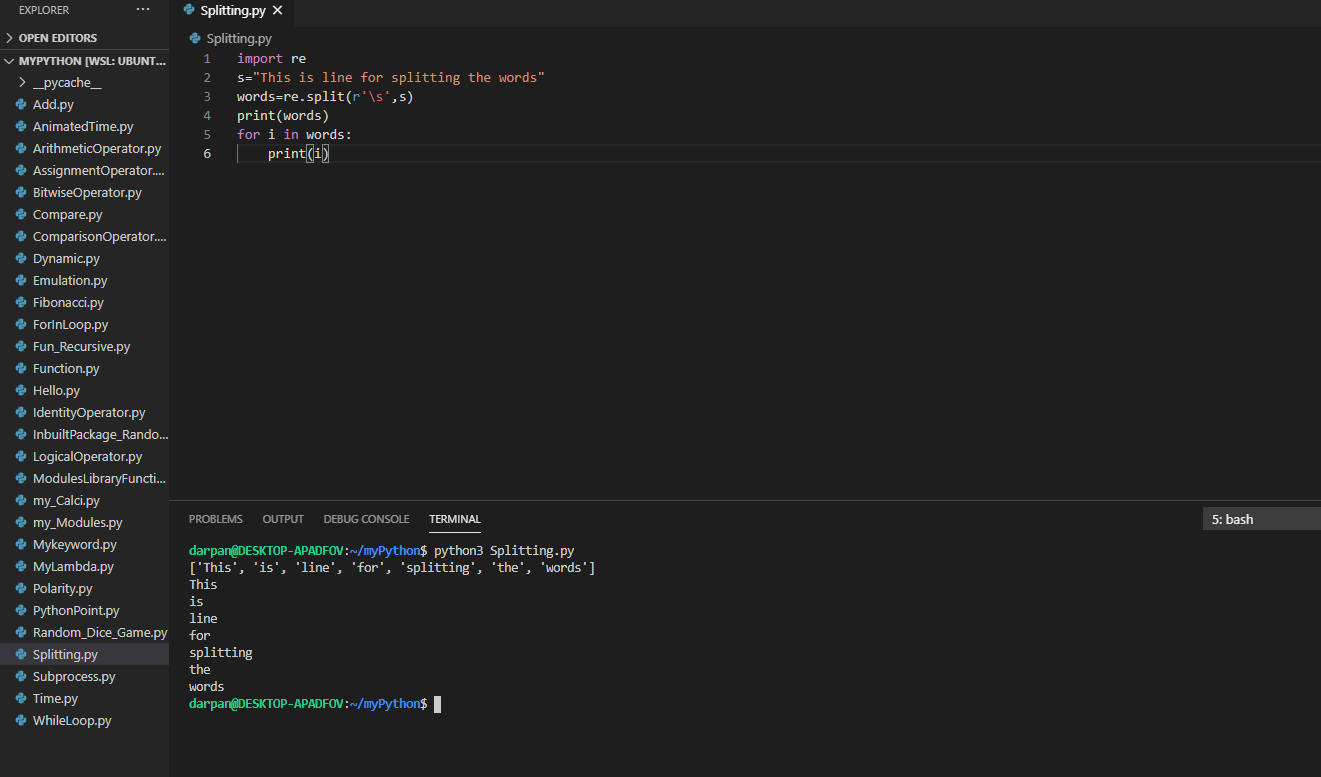 EXPLORER ...
OPEN EDITORS
MYPYTHON [WSL: UBUNT...
__pycache__
Add.py
AnimatedTime.py
ArithmeticOperator.py
AssignmentOperator....
BitwiseOperator.py
Compare.py
ComparisonOperator....
Dynamic.py
Emulation.py
Fibonacci.py
ForInLoop.py
Fun_Recursive.py
Function.py
Hello.py
IdentityOperator.py
InbuiltPackage_Rando...
LogicalOperator.py
ModulesLibraryFuncti...
my_Calci.py
my_Modules.py
Mykeyword.py
MyLambda.py
Polarity.py
PythonPoint.py
Random_Dice_Game.py
Splitting.py
Subprocess.py
Time.py
WhileLoop.py
Splitting.py
Splitting.py
1 import re
2 s="This is line for splitting the words"
3 words=re.split(r'\s',s)
4 print(words)
5 for i in words:
6     print(i)
PROBLEMS OUTPUT DEBUG CONSOLE TERMINAL 5: bash
darpan@DESKTOP-APADFOV:~/myPython$ python3 Splitting.py
['This', 'is', 'line', 'for', 'splitting', 'the', 'words']
This
is
line
for
splitting
the
words
darpan@DESKTOP-APADFOV:~/myPython$